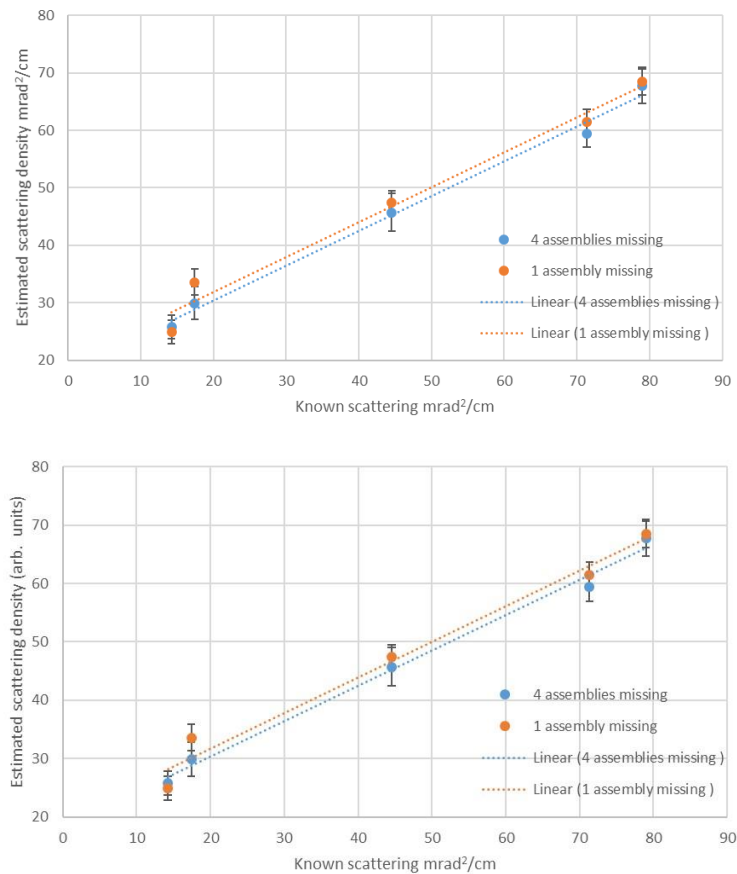 80
70
60
50
40
30
20
Estimated scattering density mrad²/cm
4 assemblies missing
1 assembly missing
Linear (4 assemblies missing )
Linear (1 assembly missing )
0 10 20 30 40 50 60 70 80 90
Known scattering mrad²/cm
80
70
60
50
40
30
20
Estimated scattering density (arb. units)
4 assemblies missing
1 assembly missing
Linear (4 assemblies missing )
Linear (1 assembly missing )
0 10 20 30 40 50 60 70 80 90
Known scattering mrad²/cm